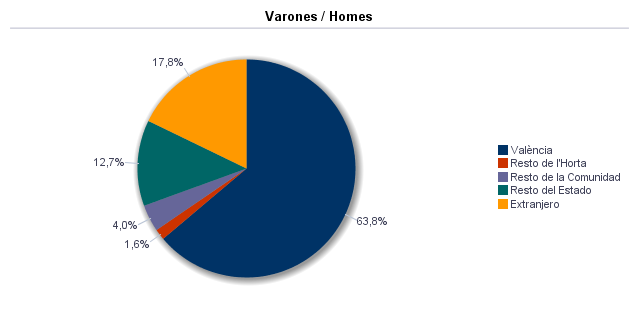 Varones / Homes
17,8%
12,7%
4,0%
1,6%
63,8%
València
Resto de l'Horta
Resto de la Comunidad
Resto del Estado
Extranjero